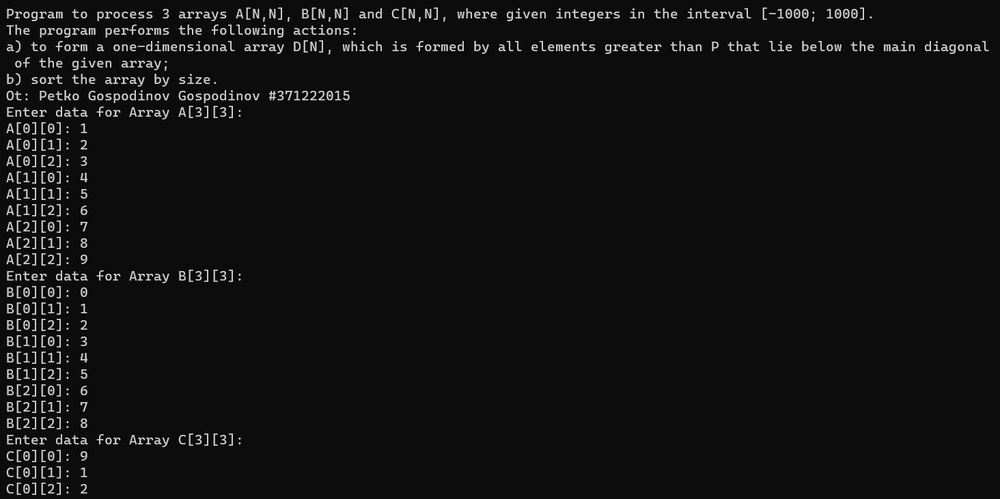 Program to process 3 arrays A[N,N], B[N,N] and C[N,N], where given integers in the interval [-1000; 1000].
The program performs the following actions:
a) to form a one-dimensional array D[N], which is formed by all elements greater than P that lie below the main diagonal
of the given array;
b) sort the array by size.
Ot: Petko Gospodinov Gospodinov #371222015
Enter data for Array A[3][3]:
A[0][0]: 1
A[0][1]: 2
A[0][2]: 3
A[1][0]: 4
A[1][1]: 5
A[1][2]: 6
A[2][0]: 7
A[2][1]: 8
A[2][2]: 9
Enter data for Array B[3][3]:
B[0][0]: 0
B[0][1]: 1
B[0][2]: 2
B[1][0]: 3
B[1][1]: 4
B[1][2]: 5
B[2][0]: 6
B[2][1]: 7
B[2][2]: 8
Enter data for Array C[3][3]:
C[0][0]: 9
C[0][1]: 1
C[0][2]: 2